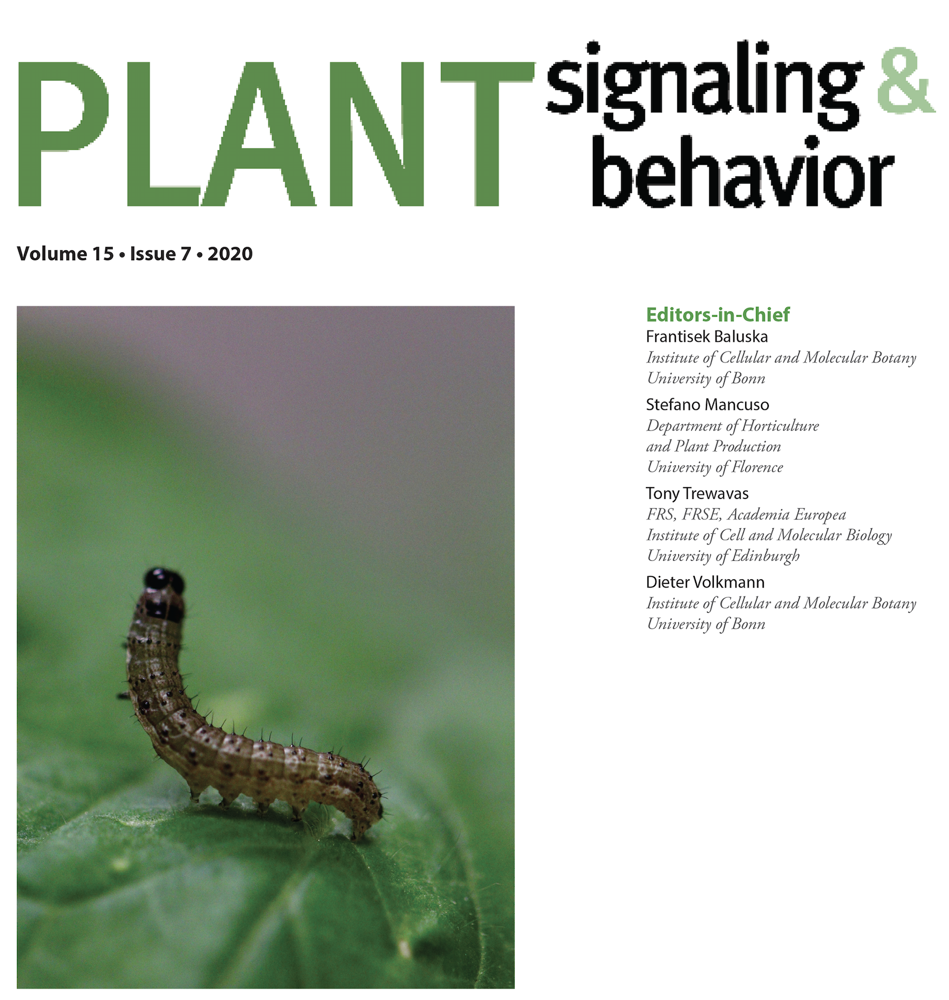 PLANT signaling &
behavior
Volume 15 • Issue 7 • 2020
Editors-in-Chief
Frantisek Baluska
Institute of Cellular and Molecular Botany
University of Bonn
Stefano Mancuso
Department of Horticulture
and Plant Production
University of Florence
Tony Trewavas
FRS, FRSE, Academia Europea
Institute of Cell and Molecular Biology
University of Edinburgh
Dieter Volkmann
Institute of Cellular and Molecular Botany
University of Bonn